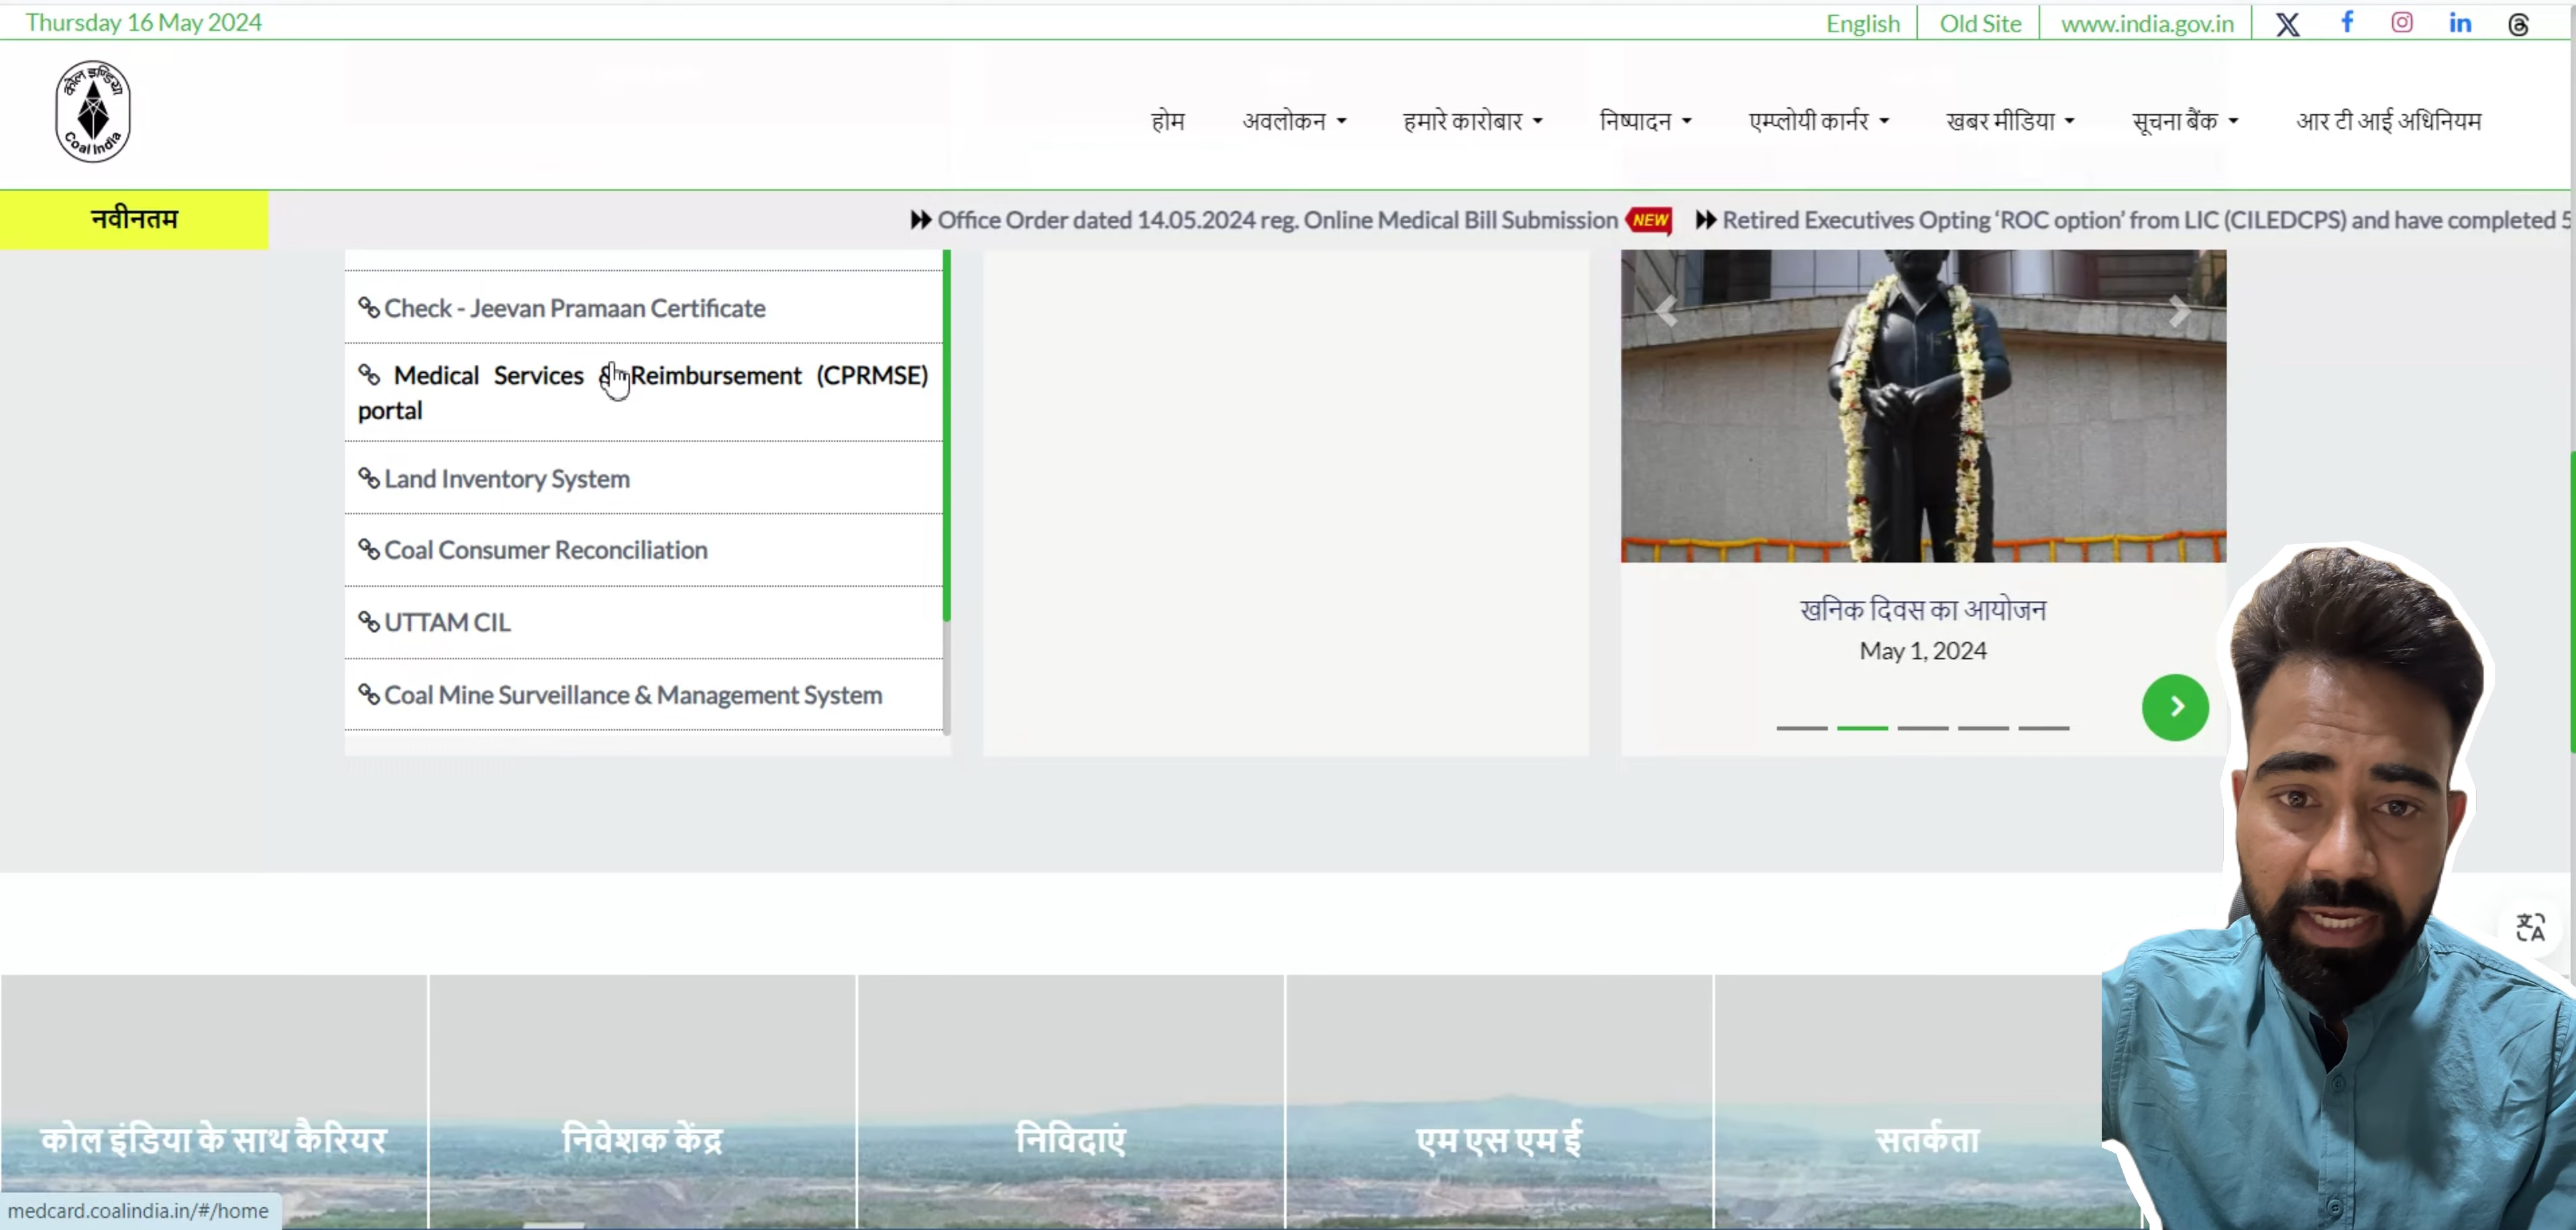 Thursday 16 May 2024
English
Old Site
www.india.gov.in
कोल इण्डिया
Coal India
होम
अवलोकन
हमारे कारोबार
निष्पादन
एम्प्लोयी कार्नर
खबर मीडिया
सूचना बैंक
आर टी आई अधिनियम
नवीनतम
Office Order dated 14.05.2024 reg. Online Medical Bill Submission NEW
Retired Executives Opting ‘ROC option’ from LIC (CILEDCPS) and have completed 5
Check - Jeevan Pramaan Certificate
Medical Services & Reimbursement (CPRMSE)
portal
Land Inventory System
Coal Consumer Reconciliation
UTTAM CIL
Coal Mine Surveillance & Management System
खनिक दिवस का आयोजन
May 1, 2024
कोल इंडिया के साथ कैरियर
निवेशक केंद्र
निविदाएं
एम एस एम ई
सतर्कता
medcard.coalindia.in/#/home